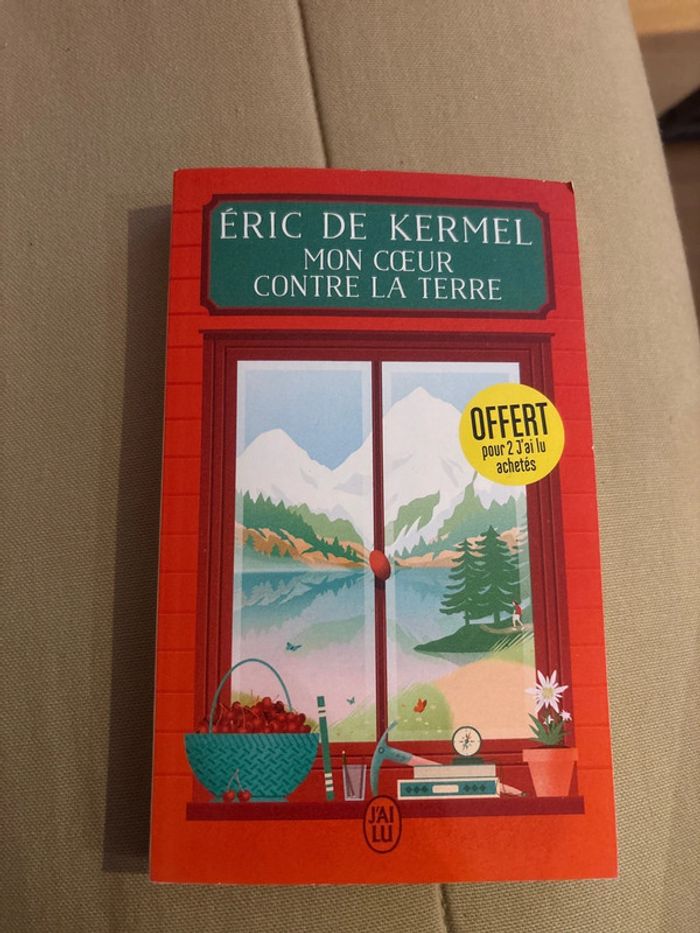 ÉRIC DE KERMEL
MON CŒUR
CONTRE LA TERRE
OFFERT
pour 2 J'ai lu
achetés
J'AI
LU